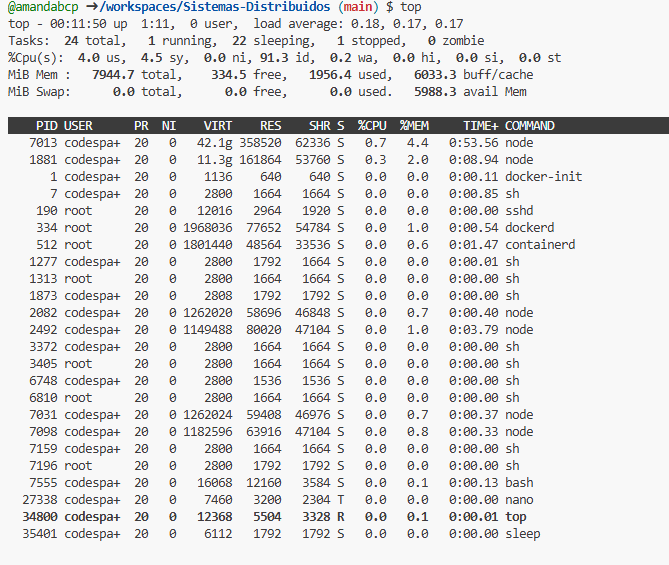 @amandabcp ➜/workspaces/Sistemas-Distribuidos (main) $ top
top - 00:11:50 up  1:11,  0 user,  load average: 0.18, 0.17, 0.17
Tasks:  24 total,   1 running,  22 sleeping,   1 stopped,   0 zombie
%Cpu(s):  4.0 us,  4.5 sy,  0.0 ni, 91.3 id,  0.2 wa,  0.0 hi,  0.0 si,  0.0 st
MiB Mem :   7944.7 total,    334.5 free,   1956.4 used,   6033.3 buff/cache
MiB Swap:      0.0 total,      0.0 free,      0.0 used.   5988.3 avail Mem
PID USER      PR  NI    VIRT    RES    SHR S  %CPU  %MEM     TIME+ COMMAND
7013 codespa+  20   0   42.1g 358520  62336 S   0.7   4.4   0:53.56 node
1881 codespa+  20   0   11.3g 161864  53760 S   0.3   2.0   0:08.94 node
1 codespa+  20   0    1136    640    640 S   0.0   0.0   0:00.11 docker-init
7 codespa+  20   0    2800   1664   1664 S   0.0   0.0   0:00.85 sh
190 root      20   0   12016   2964   1920 S   0.0   0.0   0:00.00 sshd
334 root      20   0 1968036  77652  54784 S   0.0   1.0   0:00.54 dockerd
512 root      20   0 1801440  48564  33536 S   0.0   0.6   0:01.47 containerd
1277 codespa+  20   0    2800   1792   1664 S   0.0   0.0   0:00.01 sh
1313 root      20   0    2800   1664   1664 S   0.0   0.0   0:00.00 sh
1873 codespa+  20   0    2808   1792   1792 S   0.0   0.0   0:00.00 sh
2082 codespa+  20   0 1262020  58696  46848 S   0.0   0.7   0:00.40 node
2492 codespa+  20   0 1149488  80020  47104 S   0.0   1.0   0:03.79 node
3372 codespa+  20   0    2800   1664   1664 S   0.0   0.0   0:00.00 sh
3405 root      20   0    2800   1664   1664 S   0.0   0.0   0:00.00 sh
6748 codespa+  20   0    2800   1536   1536 S   0.0   0.0   0:00.00 sh
6810 root      20   0    2800   1664   1664 S   0.0   0.0   0:00.00 sh
7031 codespa+  20   0 1262024  59408  46976 S   0.0   0.7   0:00.37 node
7098 codespa+  20   0 1182596  63916  47104 S   0.0   0.8   0:00.33 node
7159 codespa+  20   0    2800   1664   1664 S   0.0   0.0   0:00.00 sh
7196 root      20   0    2800   1792   1792 S   0.0   0.0   0:00.00 sh
7555 codespa+  20   0   16068  12160   3584 S   0.0   0.1   0:00.13 bash
27338 codespa+  20   0    7460   3200   2304 T   0.0   0.0   0:00.00 nano
34800 codespa+  20   0   12368   5504   3328 R   0.0   0.1   0:00.01 top
35401 codespa+  20   0    6112   1792   1792 S   0.0   0.0   0:00.00 sleep